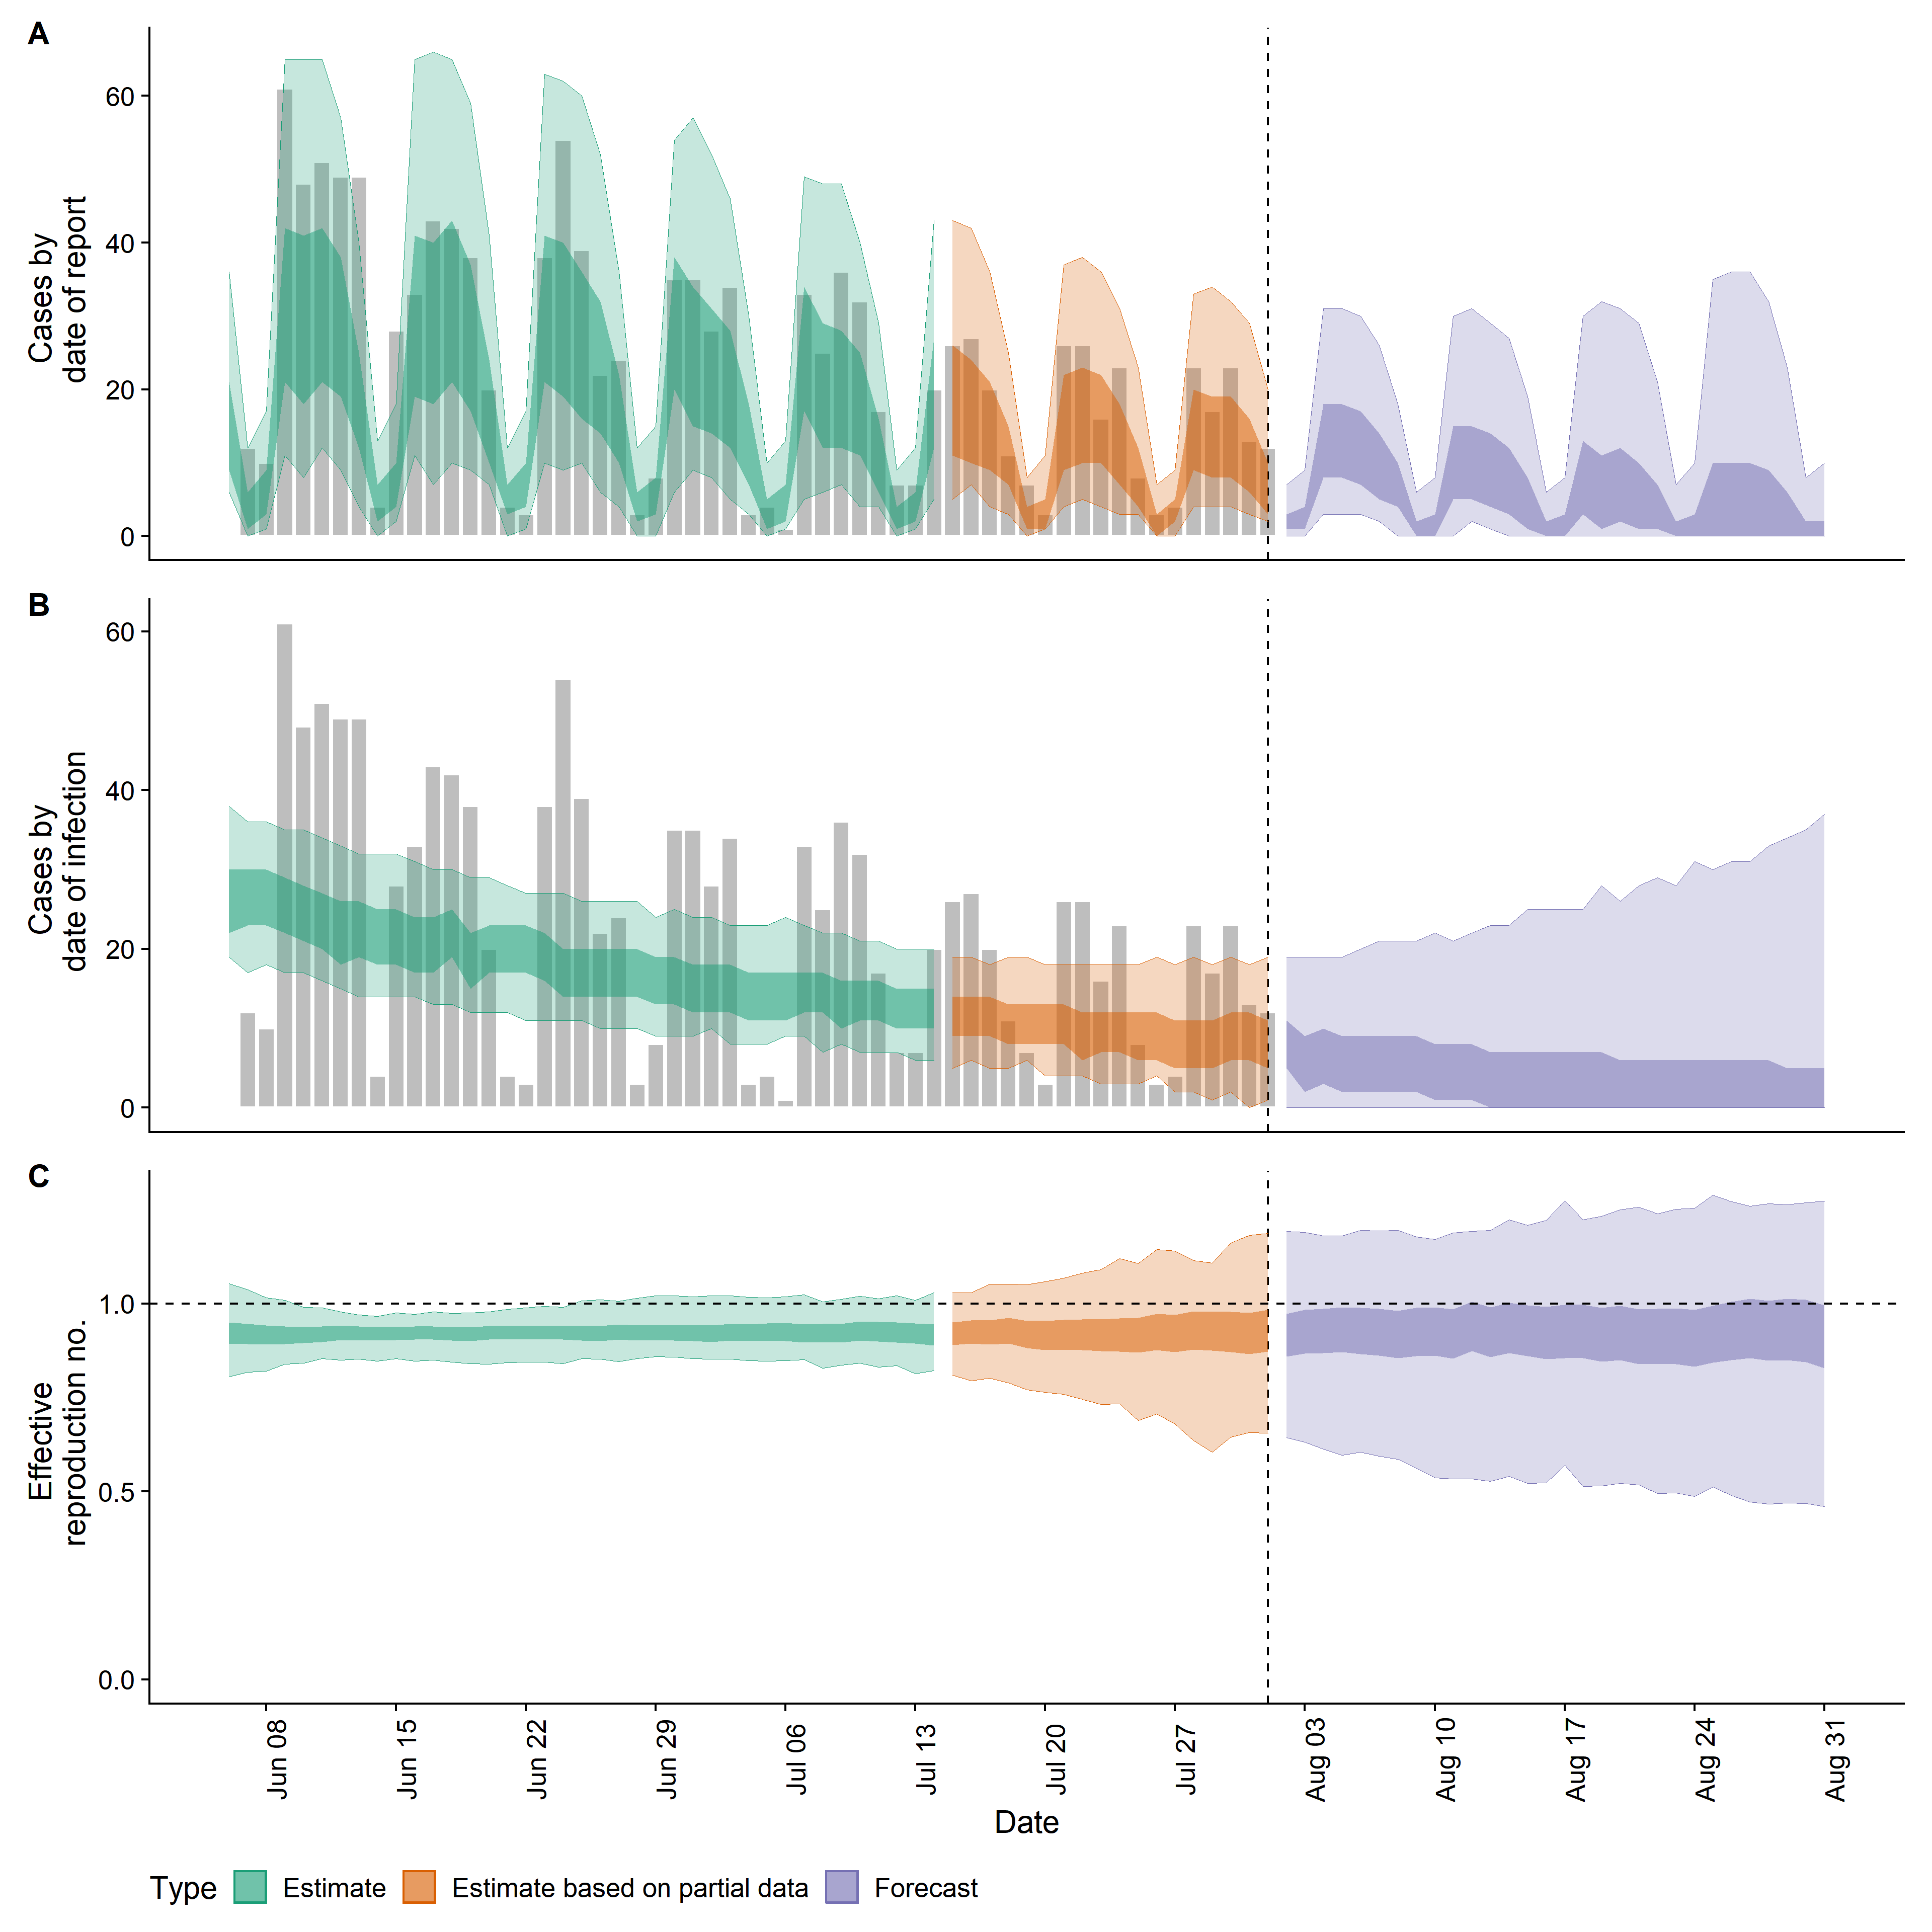 A
60
40
20
0
Cases by
date of report
B
60
40
20
0
Cases by
date of infection
C
1.0
0.5
0.0
Effective
reproduction no.
Jun 08
Jun 15
Jun 22
Jun 29
Jul 06
Jul 13
Jul 20
Jul 27
Aug 03
Aug 10
Aug 17
Aug 24
Aug 31
Date
Type Estimate Estimate based on partial data Forecast